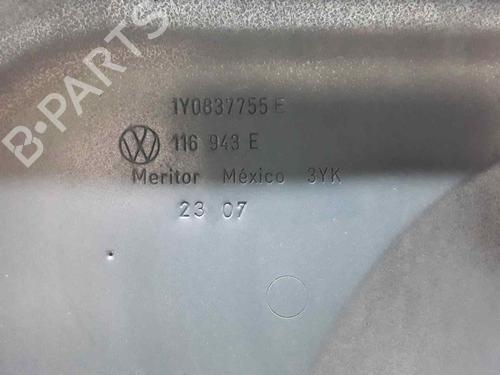 B-PARTS
1Y0837755 E
116 943 E
Meritor México 3YK
23 07